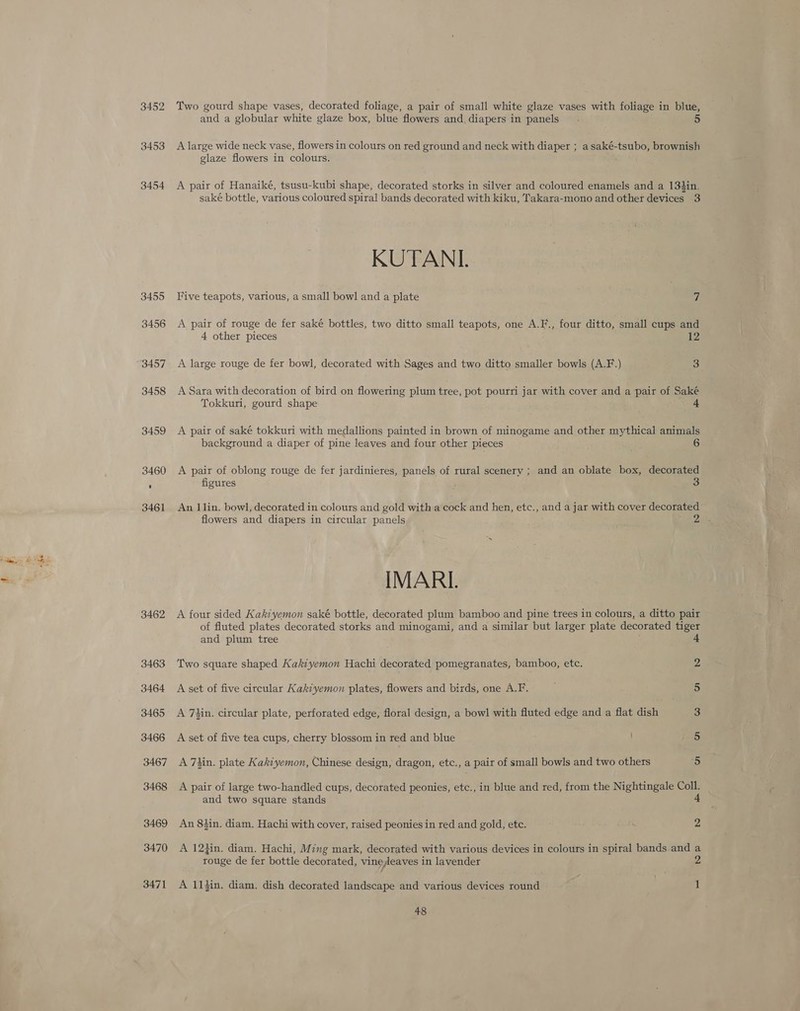 3452 Two gourd shape vases, decorated foliage, a pair of small white glaze vases with foliage in blue,
and a globular white glaze box, blue flowers and diapers in panels 5
3453 A large wide neck vase, flowers in colours on red ground and neck with diaper ; a saké-tsubo, brownish
glaze flowers in colours.
3454 A pair of Hanaiké, tsusu-kubi shape, decorated storks in silver and coloured enamels and a 13½in.
saké bottle, various coloured spiral bands decorated with kiku, Takara-mono and other devices 3
KUTANI.
3455 Five teapots, various, a small bowl and a plate 7
3456 A pair of rouge de fer saké bottles, two ditto small teapots, one A.F., four ditto, small cups and
4 other pieces 12
3457 A large rouge de fer bowl, decorated with Sages and two ditto smaller bowls (A.F.) 3
3458 A Sara with decoration of bird on flowering plum tree, pot pourri jar with cover and a pair of Saké
Tokkuri, gourd shape 4
3459 A pair of saké tokkuri with medallions painted in brown of minogame and other mythical animals
background a diaper of pine leaves and four other pieces 6
3460 A pair of oblong rouge de fer jardinieres, panels of rural scenery ; and an oblate box, decorated
figures 3
3461 An 11in. bowl, decorated in colours and gold with a cock and hen, etc., and a jar with cover decorated
flowers and diapers in circular panels 2
IMARI.
3462 A four sided Kakiyemon saké bottle, decorated plum bamboo and pine trees in colours, a ditto pair
of fluted plates decorated storks and minogami, and a similar but larger plate decorated tiger
and plum tree 4
3463 Two square shaped Kakiyemon Hachi decorated pomegranates, bamboo, etc. 2
3464 A set of five circular Kakiyemon plates, flowers and birds, one A.F. 5
3465 A 7½in. circular plate, perforated edge, floral design, a bowl with fluted edge and a flat dish 3
3466 A set of five tea cups, cherry blossom in red and blue 5
3467 A 7½in. plate Kakiyemon, Chinese design, dragon, etc., a pair of small bowls and two others 5
3468 A pair of large two-handled cups, decorated peonies, etc., in blue and red, from the Nightingale Coll.
and two square stands 4
3469 An 8½in. diam. Hachi with cover, raised peonies in red and gold, etc. 2
3470 A 12½in. diam. Hachi, Ming mark, decorated with various devices in colours in spiral bands and a
rouge de fer bottle decorated, vine leaves in lavender 2
3471 A 11½in. diam. dish decorated landscape and various devices round 1
48